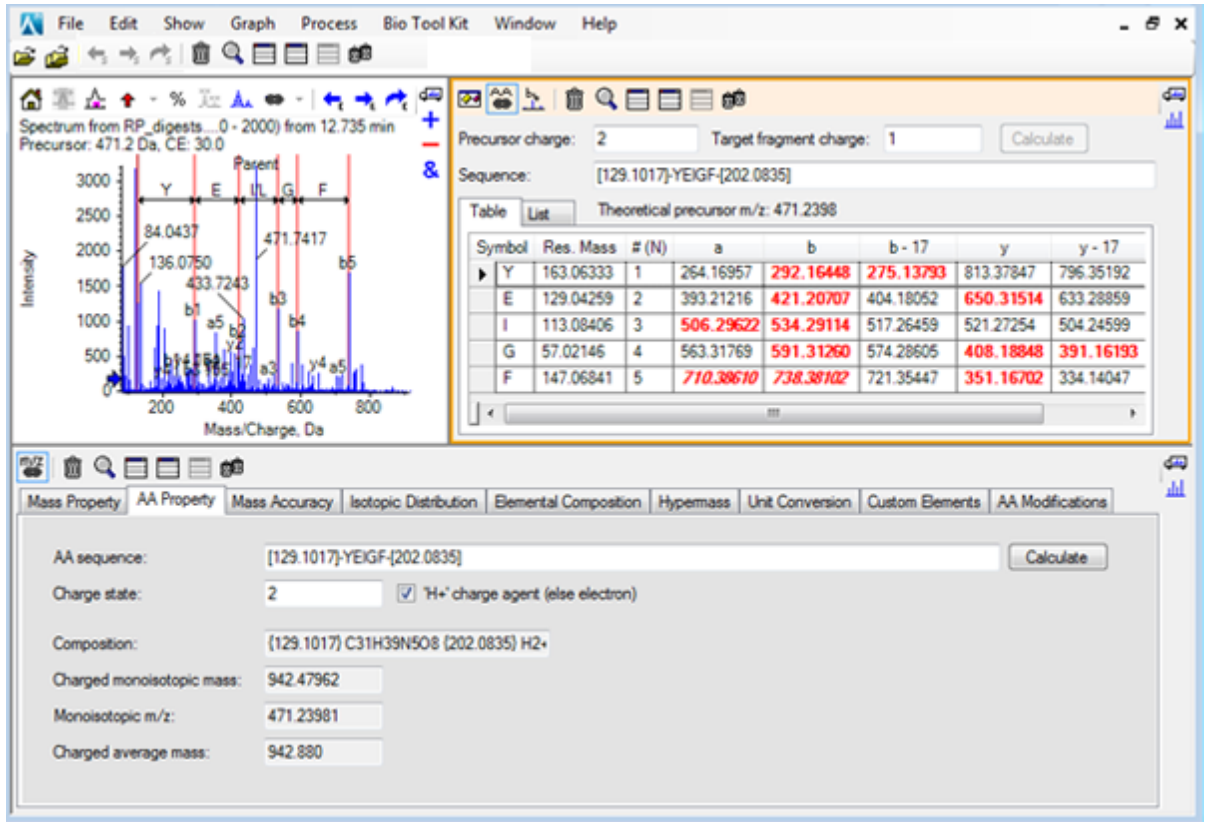 File Edit Show Graph Process Bio Tool Kit Window Help
Spectrum from RP_digests....0 - 2000) from 12.735 min
Precursor: 471.2 Da, CE: 30.0
Parent
Y E I/L G F
3000
2500
2000
1500
1000
500
0
84.0437
471.7417
136.0750
433.7243
b5
b3
b1
a5
b2
b4
y2
a3
y4
a5
200 400 600 800
Intensity
Mass/Charge, Da
Precursor charge: 2 Target fragment charge: 1 Calculate
Sequence: [129.1017]-YEIGF-[202.0835]
Table List Theoretical precursor m/z: 471.2398
Symbol Res. Mass # (N) a b b - 17 y y - 17
Y 163.06333 1 264.16957 292.16448 275.13793 813.37847 796.35192
E 129.04259 2 393.21216 421.20707 404.18052 650.31514 633.28859
I 113.08406 3 506.29622 534.29114 517.26459 521.27254 504.24599
G 57.02146 4 563.31769 591.31260 574.28605 408.18848 391.16193
F 147.06841 5 710.38610 738.38102 721.35447 351.16702 334.14047
m/z
Mass Property AA Property Mass Accuracy Isotopic Distribution Elemental Composition Hypermass Unit Conversion Custom Elements AA Modifications
AA sequence: [129.1017]-YEIGF-[202.0835] Calculate
Charge state: 2 'H+' charge agent (else electron)
Composition: {129.1017} C31H39N5O8 {202.0835} H2+
Charged monoisotopic mass: 942.47962
Monoisotopic m/z: 471.23981
Charged average mass: 942.880